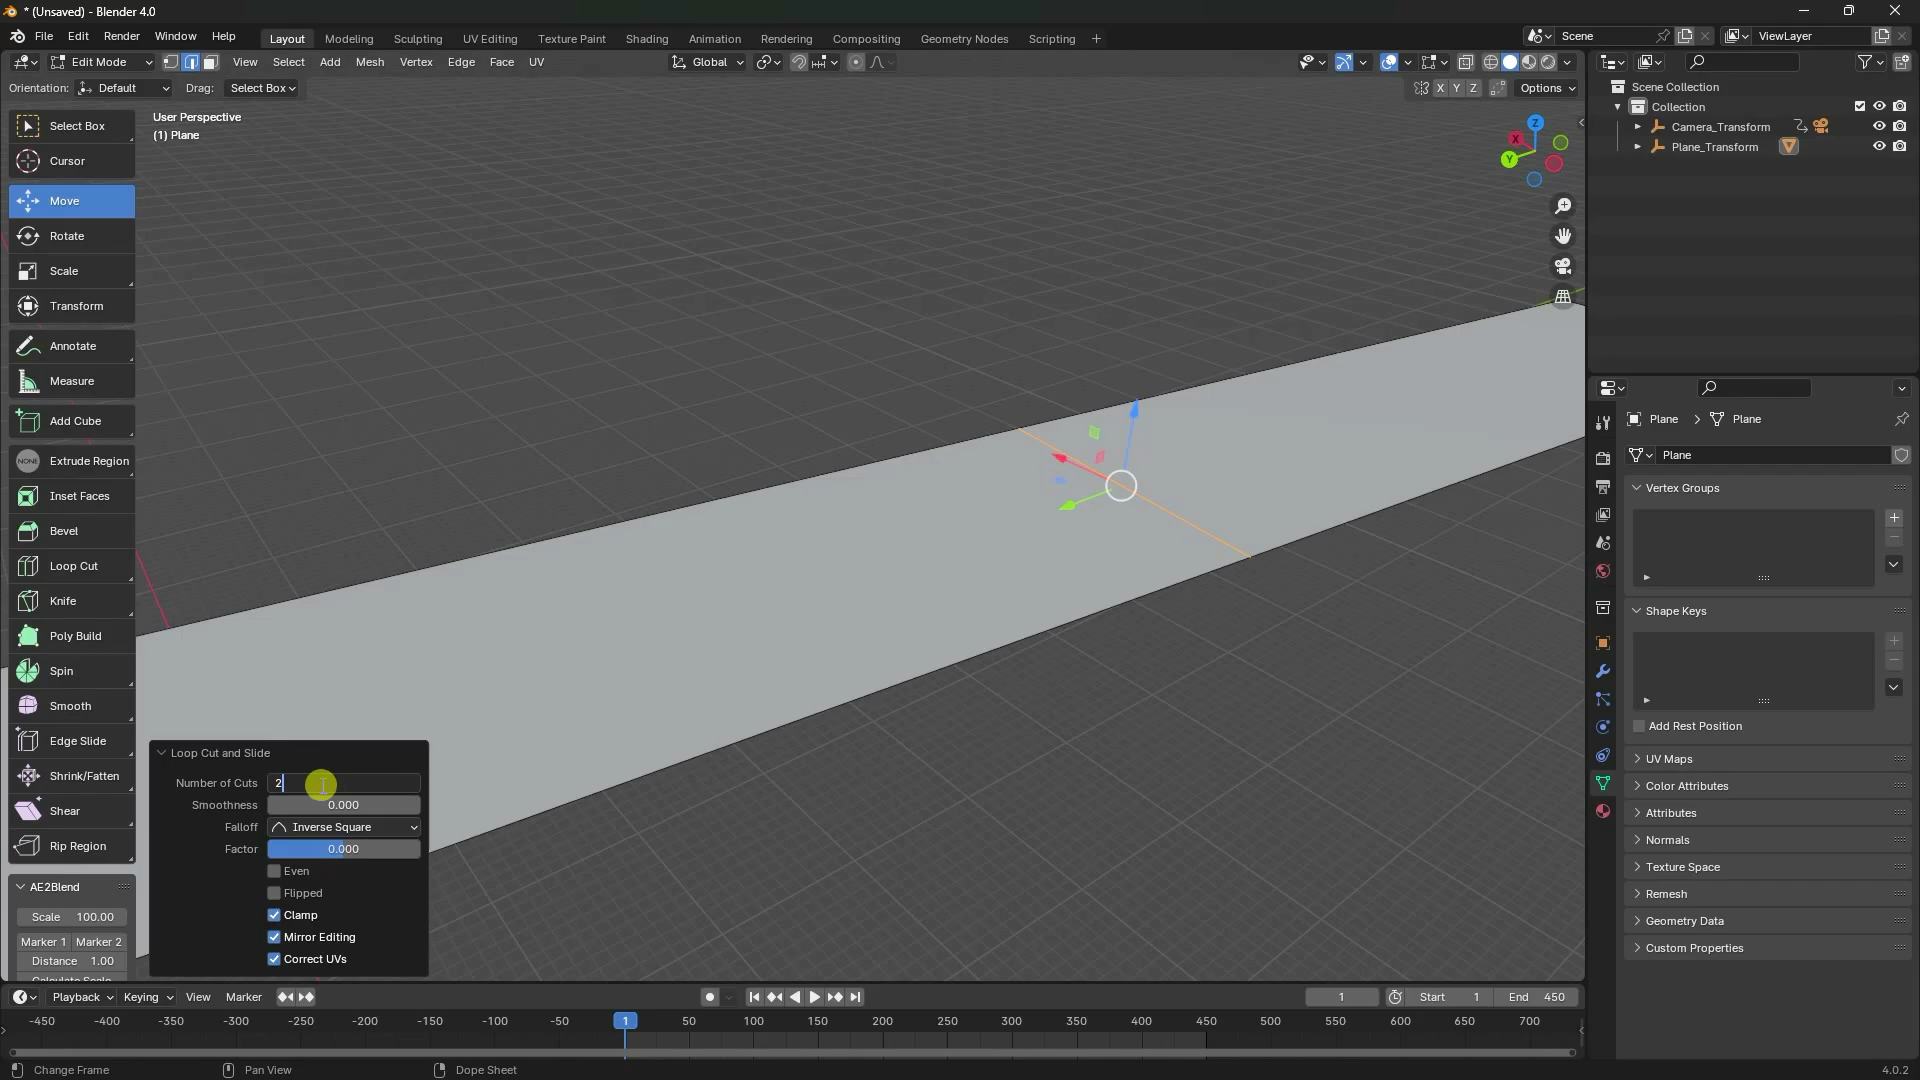 * (Unsaved) - Blender 4.0
File Edit Render Window Help Layout Modeling Sculpting UV Editing Texture Paint Shading Animation Rendering Compositing Geometry Nodes Scripting + Scene ViewLayer
Edit Mode View Select Add Mesh Vertex Edge Face UV Global
Orientation: Default Drag: Select Box X Y Z Options
Scene Collection
Collection
Camera_Transform
Plane_Transform
User Perspective
(1) Plane
Z
X
Y
Select Box
Cursor
Move
Rotate
Scale
Transform
Annotate
Measure
Add Cube
NONE Extrude Region
Inset Faces
Bevel
Loop Cut
Knife
Poly Build
Spin
Smooth
Edge Slide
Shrink/Fatten
Shear
Rip Region
AE2Blend
Scale 100.00
Marker 1 Marker 2
Distance 1.00
Calculate Scale
Loop Cut and Slide
Number of Cuts 2
Smoothness 0.000
Falloff Inverse Square
Factor 0.000
Even
Flipped
Clamp
Mirror Editing
Correct UVs
Plane > Plane
Plane
Vertex Groups
Shape Keys
Add Rest Position
UV Maps
Color Attributes
Attributes
Normals
Texture Space
Remesh
Geometry Data
Custom Properties
Playback Keying View Marker 1 Start 1 End 450
-450 -400 -350 -300 -250 -200 -150 -100 -50 1 50 100 150 200 250 300 350 400 450 500 550 600 650 700
Change Frame Pan View Dope Sheet 4.0.2